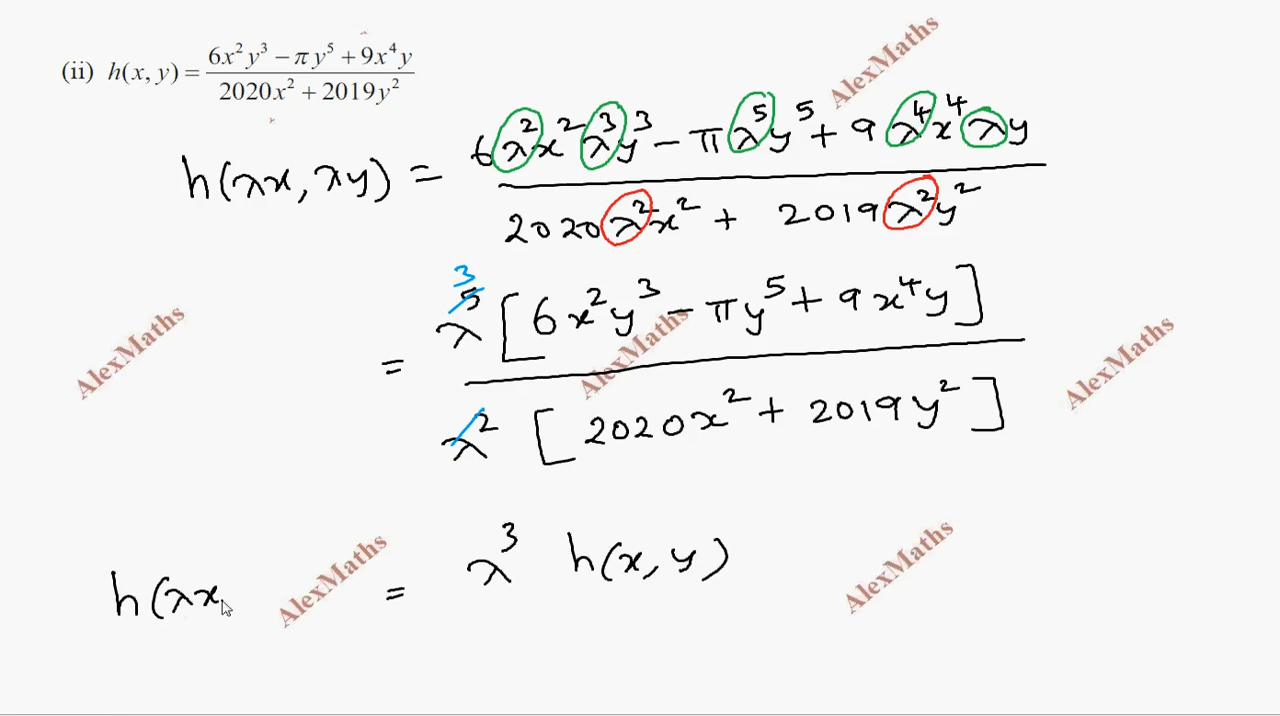 (ii) h(x, y) = (6x²y³ − πy⁵ + 9x⁴y) / (2020x² + 2019y²)
AlexMaths
h(λx, λy) = (6λ²x²λ³y³ − πλ⁵y⁵ + 9λ⁴x⁴λy) / (2020λ²x² + 2019λ²y²)
3
= λ⁵[6x²y³ − πy⁵ + 9x⁴y] / λ²[2020x² + 2019y²]
AlexMaths
AlexMaths
AlexMaths
h(λx, = λ³ h(x, y)
AlexMaths
AlexMaths